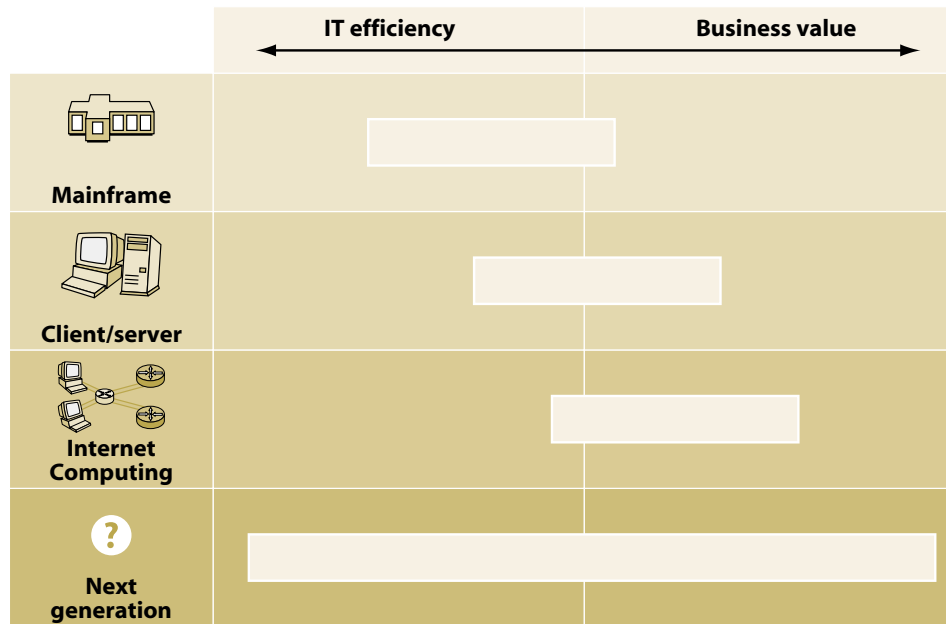 IT efficiency
Business value
Mainframe
Client/server
Internet
Computing
?
Next
generation